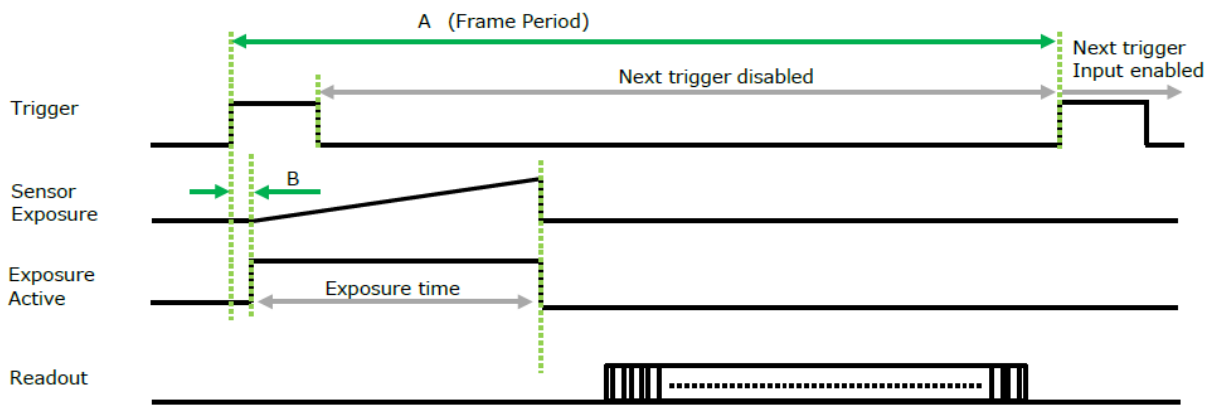 A (Frame Period)
Next trigger
Input enabled
Next trigger disabled
Trigger
B
Sensor
Exposure
Exposure
Active
Exposure time
Readout